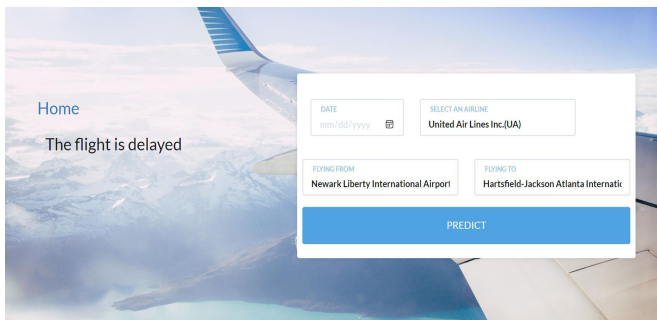 Home
The flight is delayed
DATE
mm/dd/yyyy
SELECT AN AIRLINE
United Air Lines Inc.(UA)
FLYING FROM
Newark Liberty International Airport
FLYING TO
Hartsfield-Jackson Atlanta Internatic
PREDICT